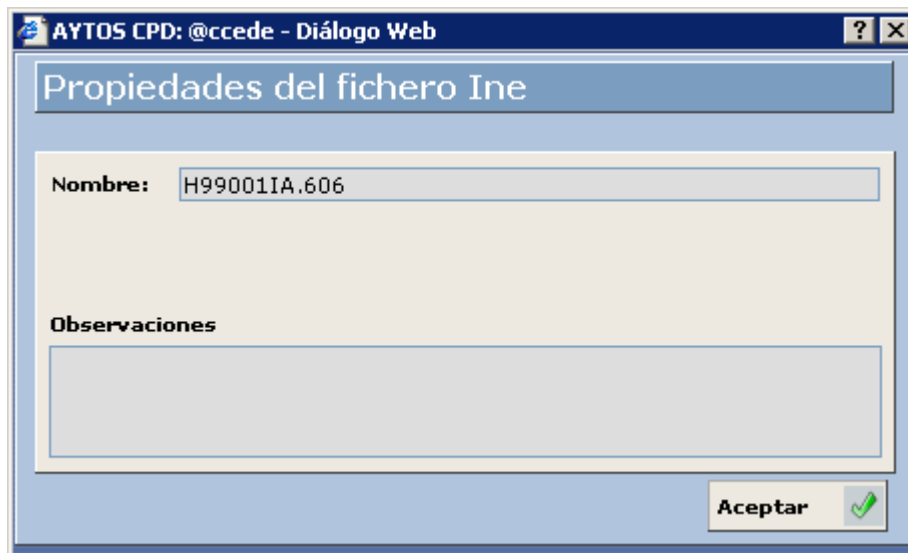 AYTOS CPD: @ccede - Diálogo Web
Propiedades del fichero Ine
Nombre: H99001IA.606
Observaciones
Aceptar